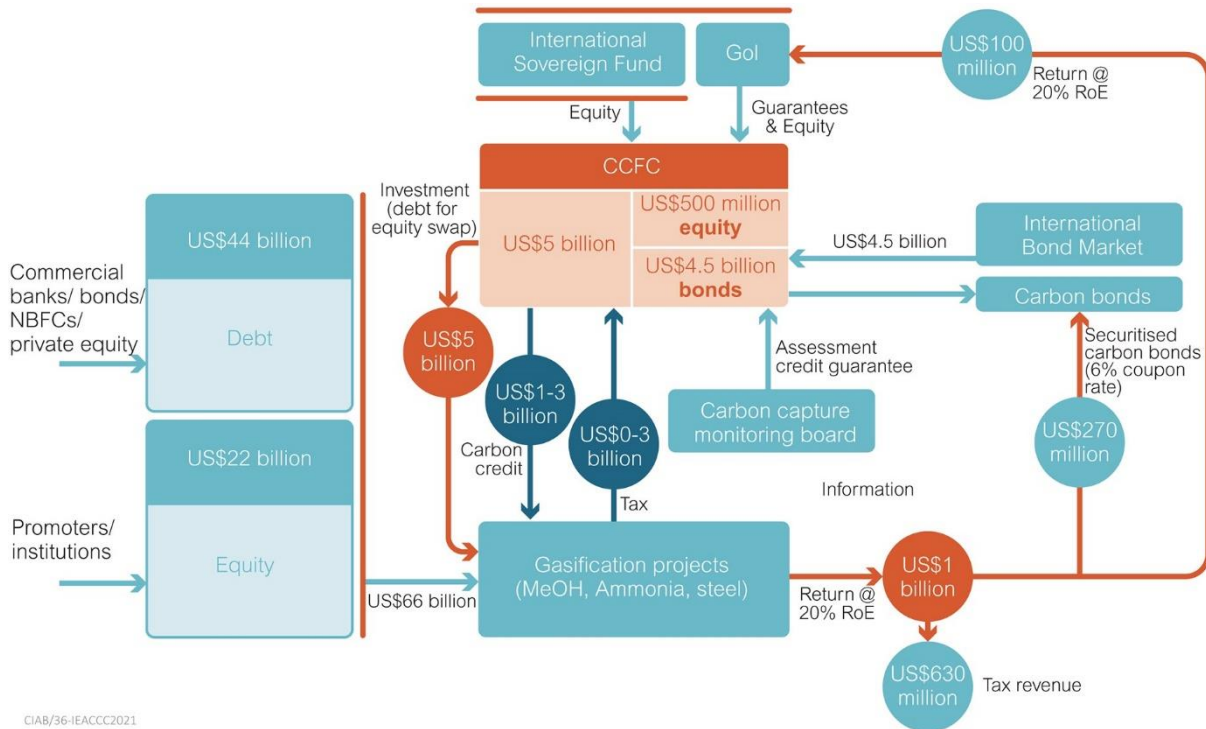 International
Sovereign Fund
GoI
US$100
million
Return @
20% RoE
Equity
Guarantees
& Equity
CCFC
US$5 billion
US$500 million
equity
US$4.5 billion
bonds
Investment
(debt for
equity swap)
US$4.5 billion
International
Bond Market
Carbon bonds
US$44 billion
Debt
Commercial
banks/ bonds/
NBFCs/
private equity
US$5
billion
US$1-3
billion
Carbon
credit
US$0-3
billion
Tax
Assessment
credit guarantee
Carbon capture
monitoring board
Securitised
carbon bonds
(6% coupon
rate)
US$270
million
Information
US$22 billion
Equity
Promoters/
institutions
US$66 billion
Gasification projects
(MeOH, Ammonia, steel)
Return @
20% RoE
US$1
billion
US$630
million
Tax revenue
CIAB/36-IEACCC2021